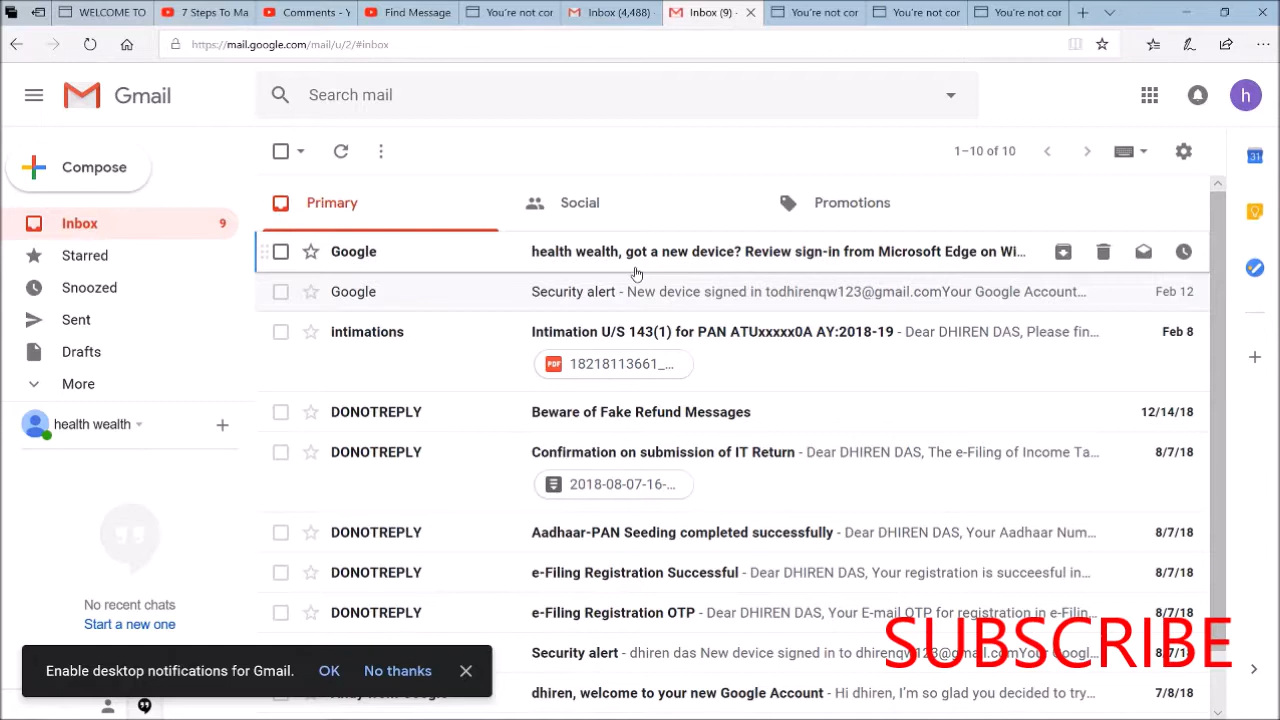 WELCOME TO
7 Steps To Ma
Comments - Y
Find Message
You're not cor
Inbox (4,488)
Inbox (9) -
You're not cor
You're not cor
You're not cor
https://mail.google.com/mail/u/2/#inbox
Gmail
Search mail
h
Compose
1–10 of 10
31
Primary
Social
Promotions
Inbox 9
Starred
Snoozed
Sent
Drafts
More
health wealth
No recent chats
Start a new one
Google health wealth, got a new device? Review sign-in from Microsoft Edge on Wi...
Google Security alert - New device signed in todhirenqw123@gmail.comYour Google Account... Feb 12
intimations Intimation U/S 143(1) for PAN ATUxxxxx0A AY:2018-19 - Dear DHIREN DAS, Please fin... Feb 8
PDF 18218113661_...
DONOTREPLY Beware of Fake Refund Messages 12/14/18
DONOTREPLY Confirmation on submission of IT Return - Dear DHIREN DAS, The e-Filing of Income Ta... 8/7/18
2018-08-07-16-...
DONOTREPLY Aadhaar-PAN Seeding completed successfully - Dear DHIREN DAS, Your Aadhaar Num... 8/7/18
DONOTREPLY e-Filing Registration Successful - Dear DHIREN DAS, Your registration is succeesful in... 8/7/18
DONOTREPLY e-Filing Registration OTP - Dear DHIREN DAS, Your E-mail OTP for registration in e-Filin... 8/7/18
Security alert - dhiren das New device signed in to dhirenqw123@gmail.comYour Googl... 8/7/18
dhiren, welcome to your new Google Account - Hi dhiren, I'm so glad you decided to try... 7/8/18
Enable desktop notifications for Gmail. OK No thanks
SUBSCRIBE